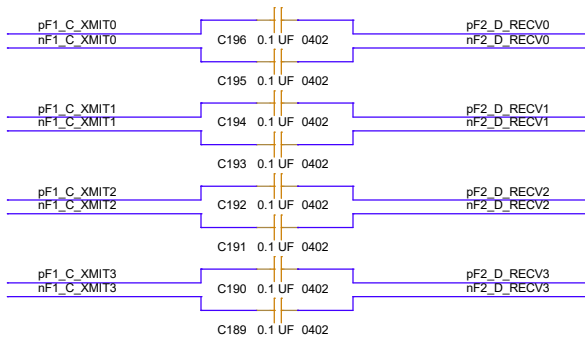 pF1_C_XMIT0 pF2_D_RECV0
nF1_C_XMIT0 C196 0.1 UF 0402 nF2_D_RECV0
C195 0.1 UF 0402
pF1_C_XMIT1 pF2_D_RECV1
nF1_C_XMIT1 C194 0.1 UF 0402 nF2_D_RECV1
C193 0.1 UF 0402
pF1_C_XMIT2 pF2_D_RECV2
nF1_C_XMIT2 C192 0.1 UF 0402 nF2_D_RECV2
C191 0.1 UF 0402
pF1_C_XMIT3 pF2_D_RECV3
nF1_C_XMIT3 C190 0.1 UF 0402 nF2_D_RECV3
C189 0.1 UF 0402